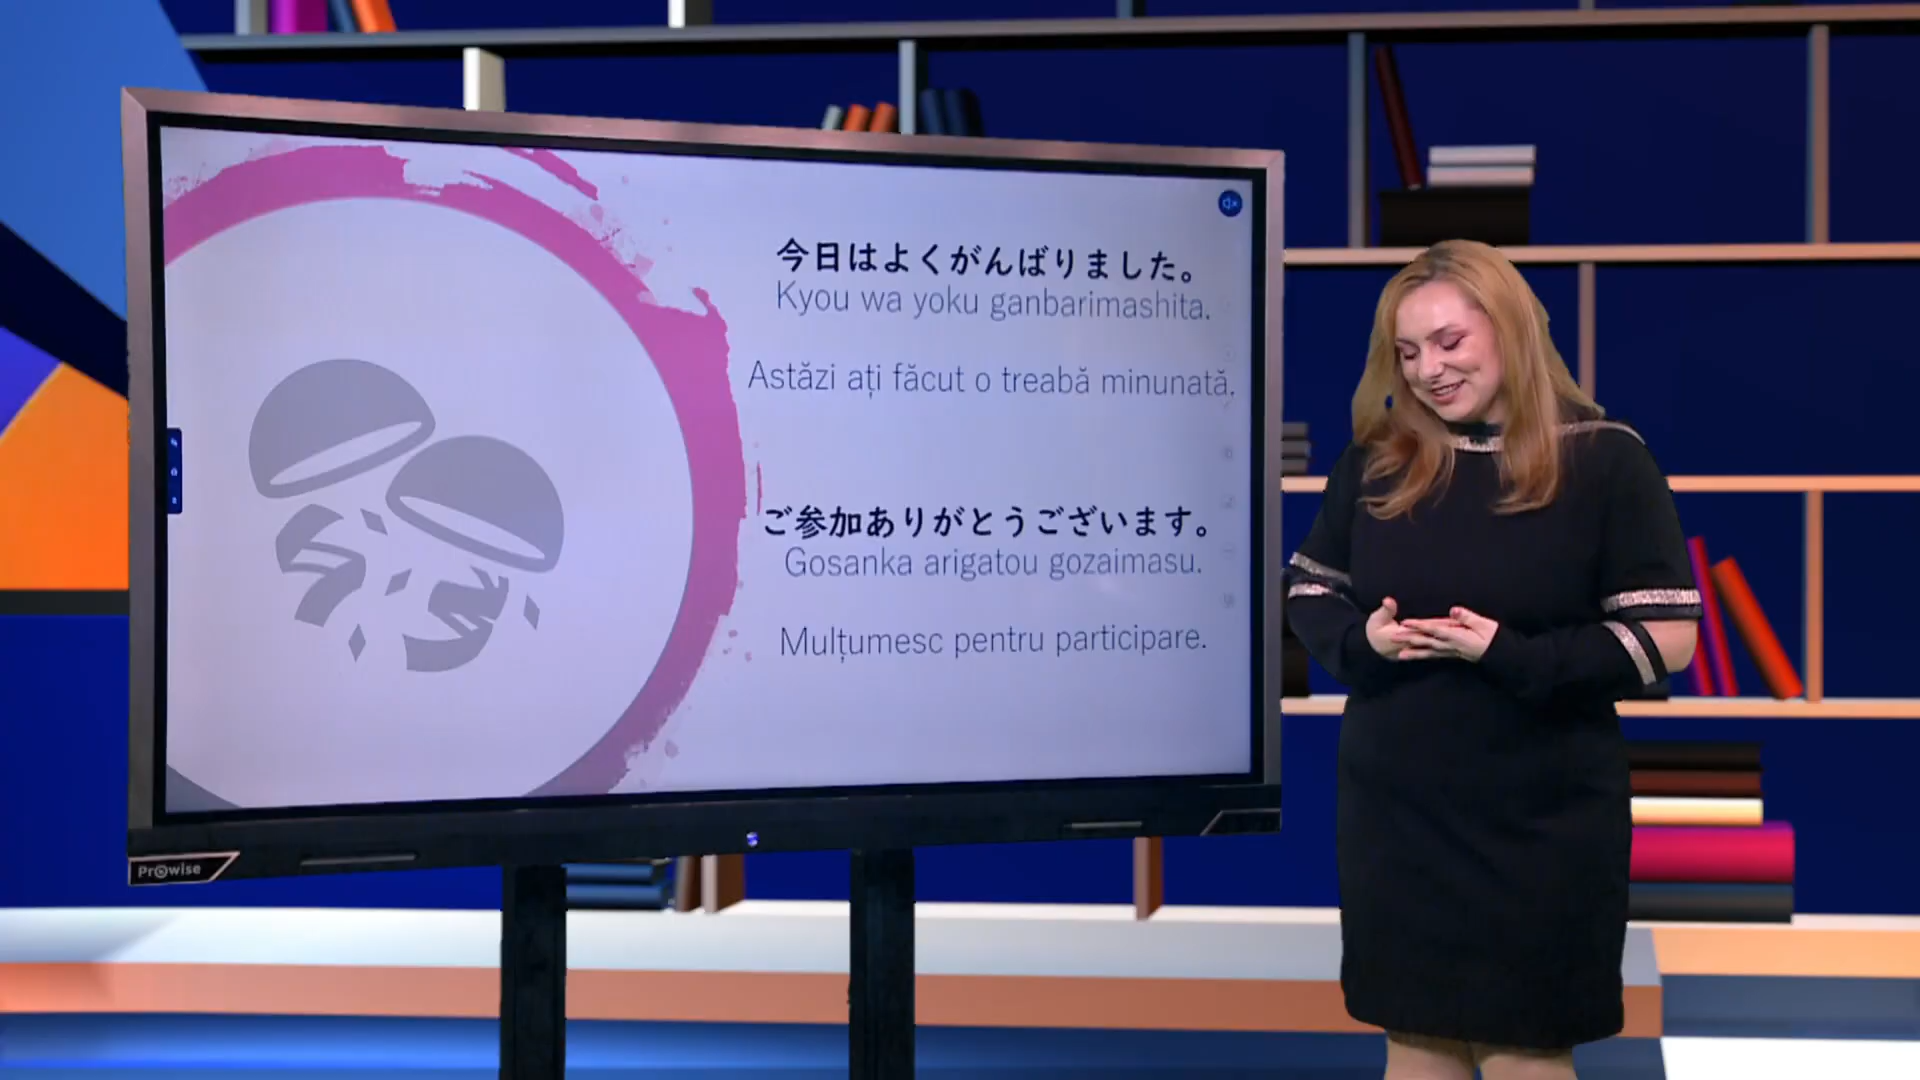 今日はよくがんばりました。
Kyou wa yoku ganbarimashita.
Astăzi ați făcut o treabă minunată.
ご参加ありがとうございます。
Gosanka arigatou gozaimasu.
Mulțumesc pentru participare.
Prowise